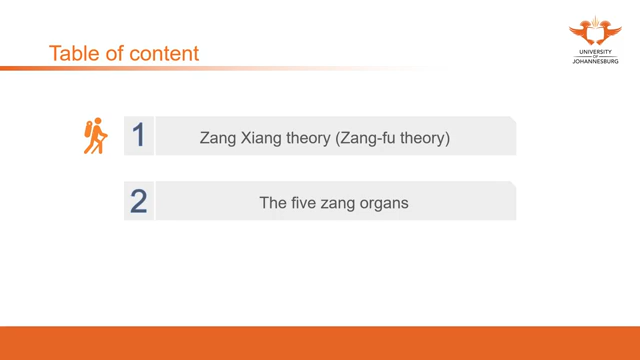 Table of content
UNIVERSITY
OF
JOHANNESBURG
1 Zang Xiang theory (Zang-fu theory)
2 The five zang organs